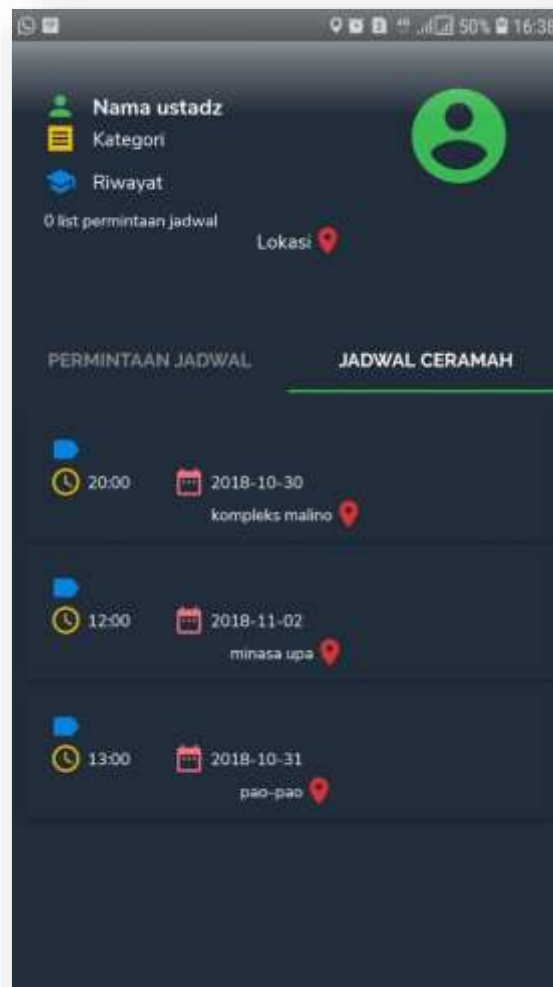 50% 16:38
Nama ustadz
Kategori
Riwayat
0 list permintaan jadwal
Lokasi
PERMINTAAN JADWAL JADWAL CERAMAH
20:00 2018-10-30
kompleks malino
12:00 2018-11-02
minasa upa
13:00 2018-10-31
pao-pao